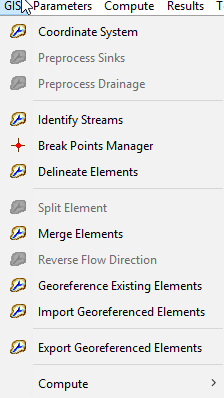 GIS Parameters Compute Results T
Coordinate System
Preprocess Sinks
Preprocess Drainage
Identify Streams
Break Points Manager
Delineate Elements
Split Element
Merge Elements
Reverse Flow Direction
Georeference Existing Elements
Import Georeferenced Elements
Export Georeferenced Elements
Compute